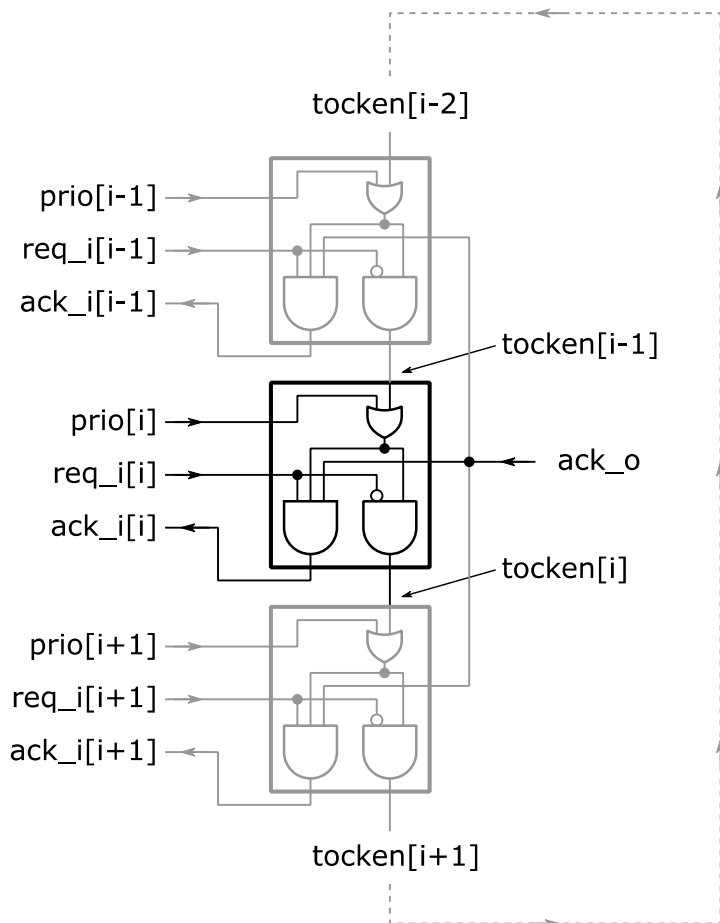 tocken[i-2]
prio[i-1]
req_i[i-1]
ack_i[i-1]
tocken[i-1]
prio[i]
req_i[i]
ack_o
ack_i[i]
tocken[i]
prio[i+1]
req_i[i+1]
ack_i[i+1]
tocken[i+1]